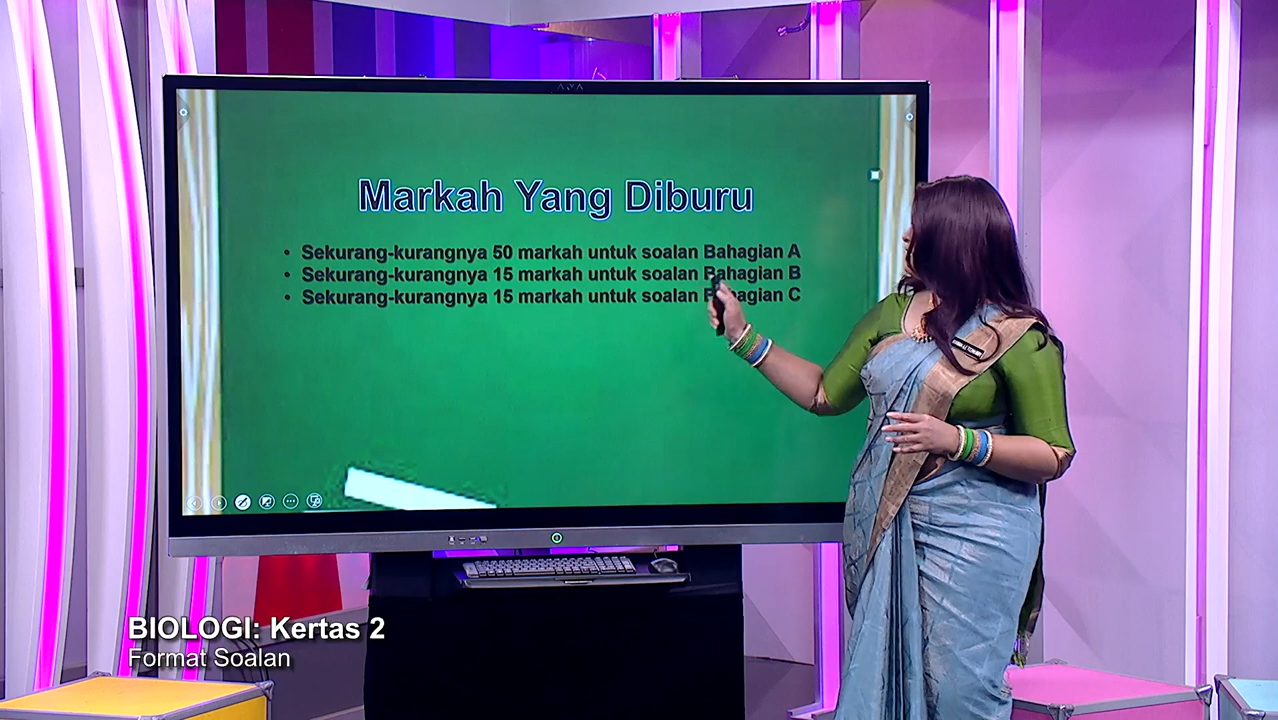 Markah Yang Diburu
• Sekurang-kurangnya 50 markah untuk soalan Bahagian A
• Sekurang-kurangnya 15 markah untuk soalan Bahagian B
• Sekurang-kurangnya 15 markah untuk soalan Bahagian C
BIOLOGI: Kertas 2
Format Soalan